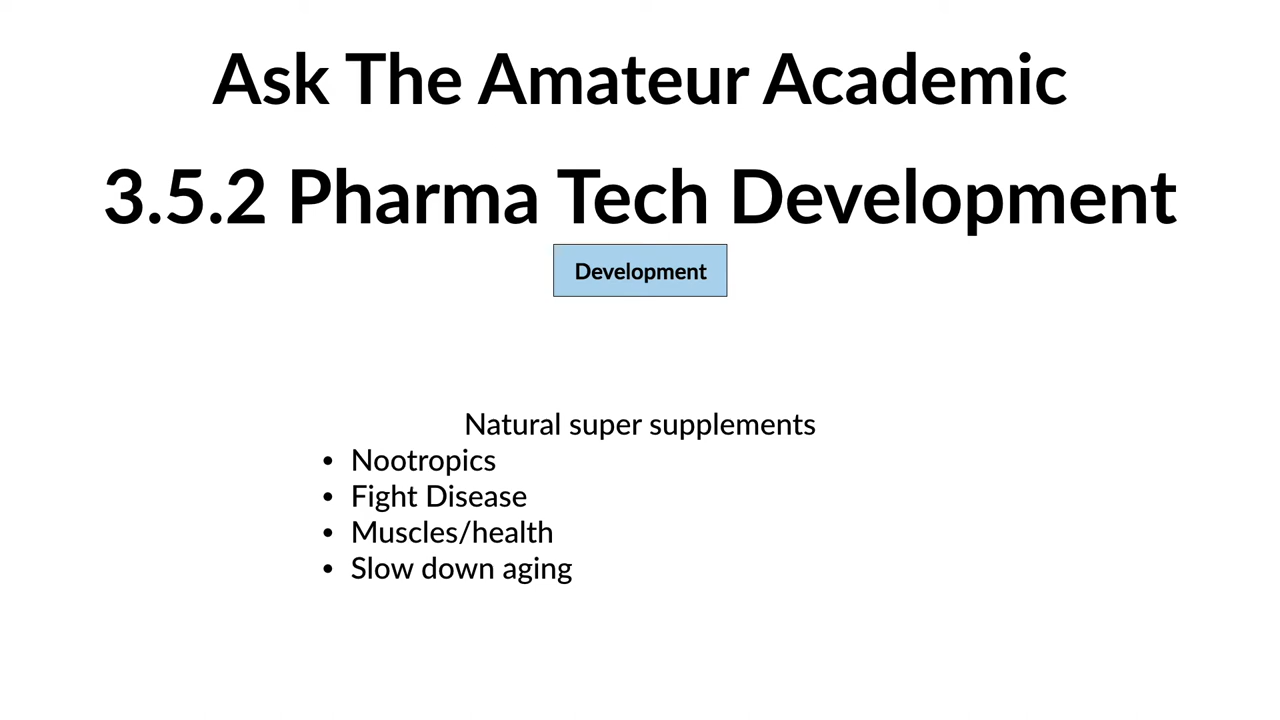 Ask The Amateur Academic
3.5.2 Pharma Tech Development
Development
Natural super supplements
• Nootropics
• Fight Disease
• Muscles/health
• Slow down aging